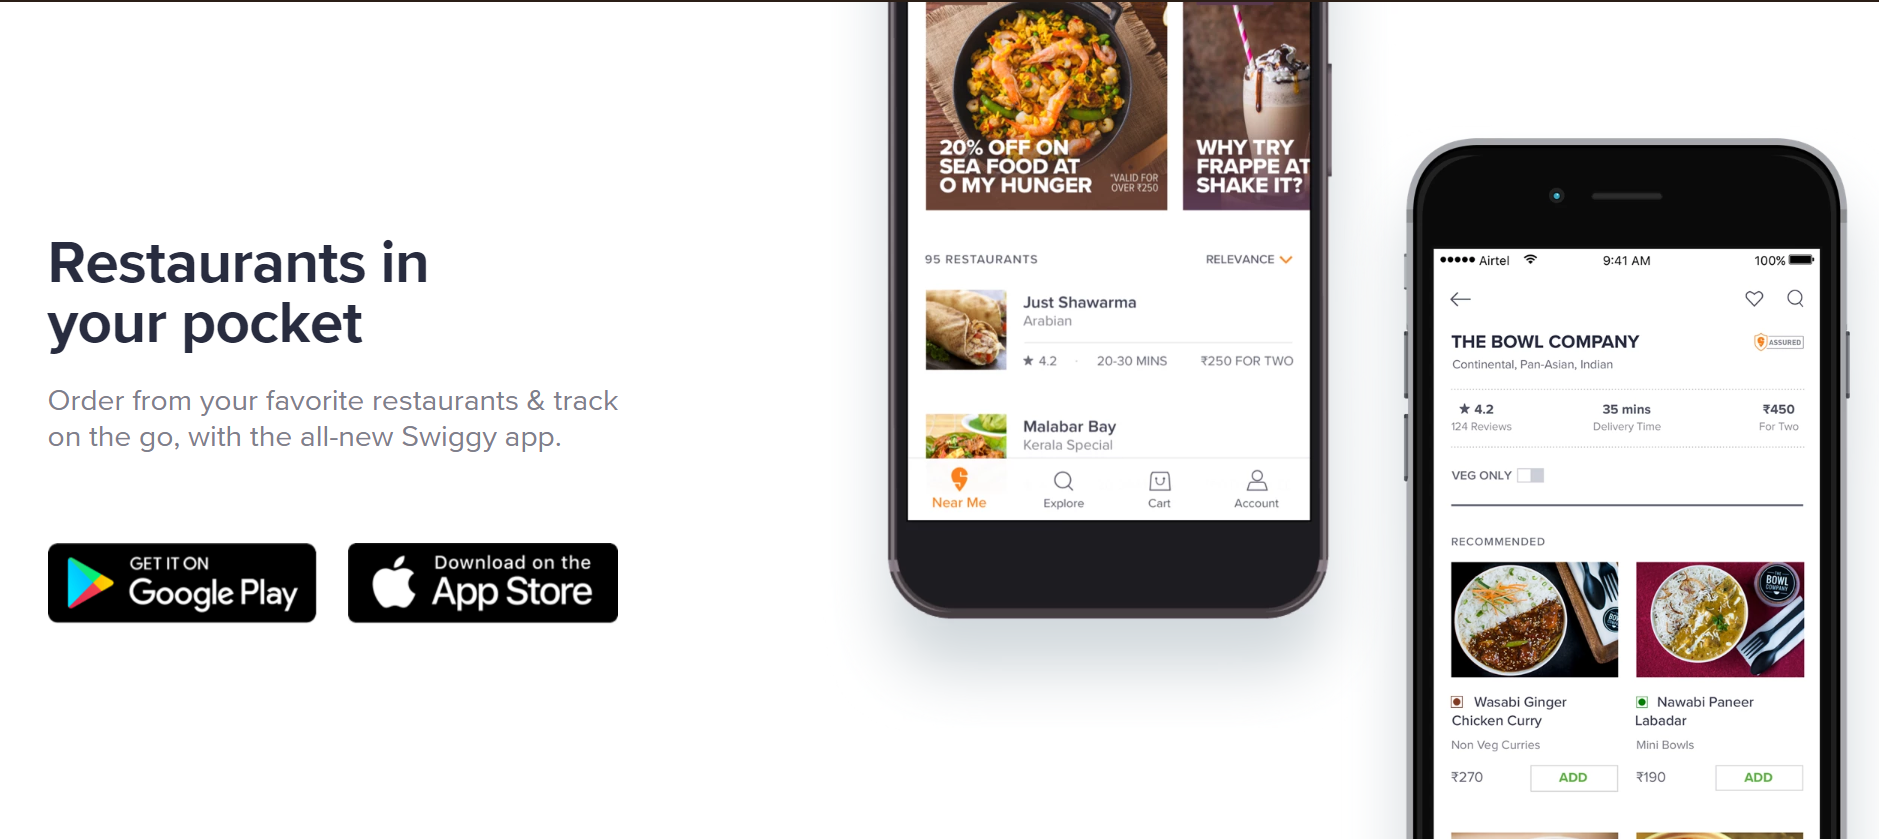 Restaurants in
your pocket
Order from your favorite restaurants & track
on the go, with the all-new Swiggy app.
GET IT ON
Google Play
Download on the
App Store
20% OFF ON
SEA FOOD AT
O MY HUNGER
*VALID FOR
OVER ₹250
WHY TRY
FRAPPE AT
SHAKE IT?
95 RESTAURANTS
RELEVANCE
Just Shawarma
Arabian
★ 4.2 · 20-30 MINS ₹250 FOR TWO
Malabar Bay
Kerala Special
Near Me Explore Cart Account
Airtel 9:41 AM 100%
THE BOWL COMPANY
ASSURED
Continental, Pan-Asian, Indian
★ 4.2 35 mins ₹450
124 Reviews Delivery Time For Two
VEG ONLY
RECOMMENDED
THE
BOWL
COMPANY
Wasabi Ginger
Chicken Curry
Non Veg Curries
₹270 ADD
Nawabi Paneer
Labadar
Mini Bowls
₹190 ADD